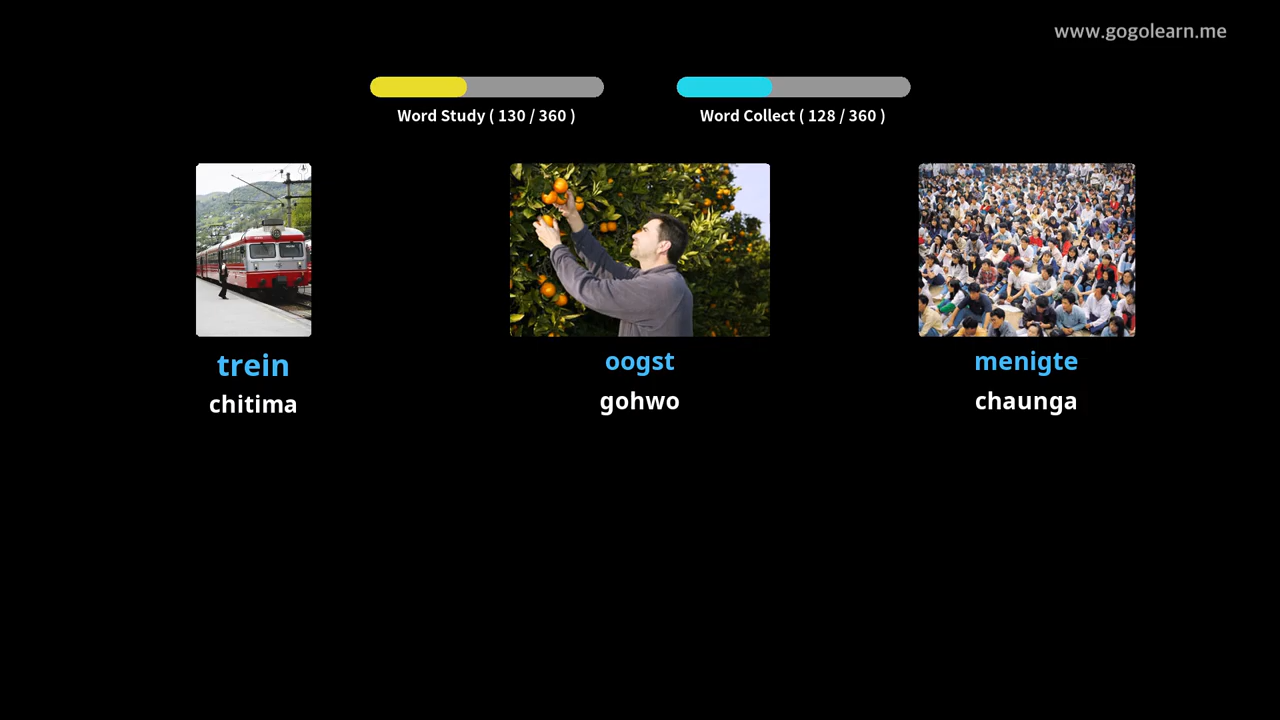 www.gogolearn.me
Word Study ( 130 / 360 )
Word Collect ( 128 / 360 )
trein
chitima
oogst
gohwo
menigte
chaunga